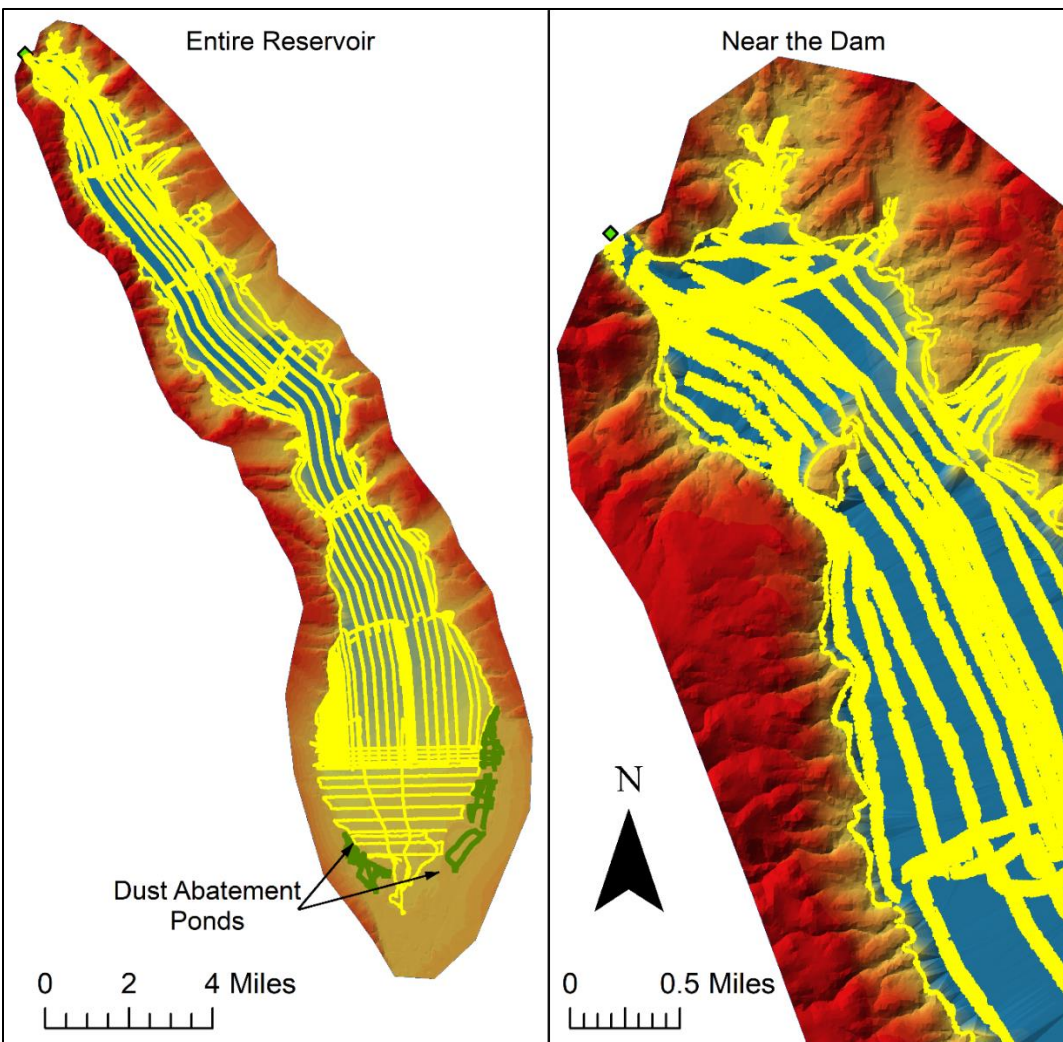 Entire Reservoir
Dust Abatement
Ponds
0 2 4 Miles
Near the Dam
N
0 0.5 Miles